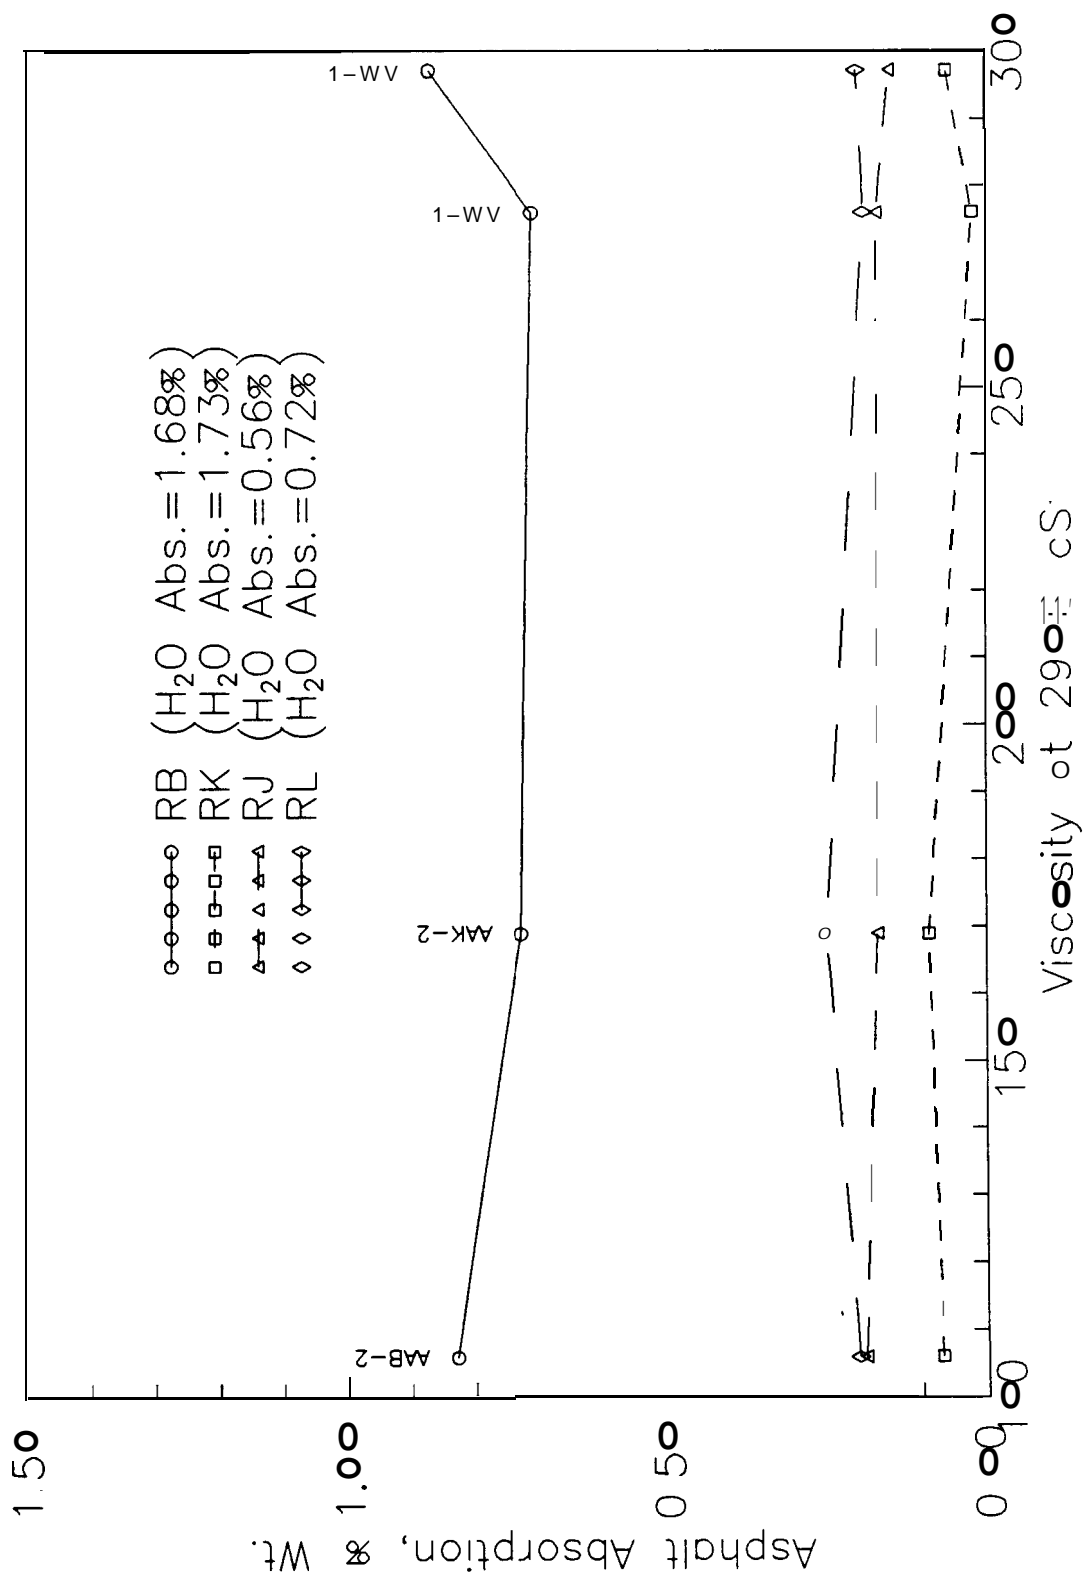 1.50
1.00
0 50
0 00
Asphalt Absorption, % Wt.
RB (H₂O Abs.=1.68%)
RK (H₂O Abs.=1.73%)
RJ (H₂O Abs.=0.56%)
RL (H₂O Abs.=0.72%)
AAB-2
AAK-2
1-WV
1-WV
100
150
200
250
300
Viscosity ot 290 cS